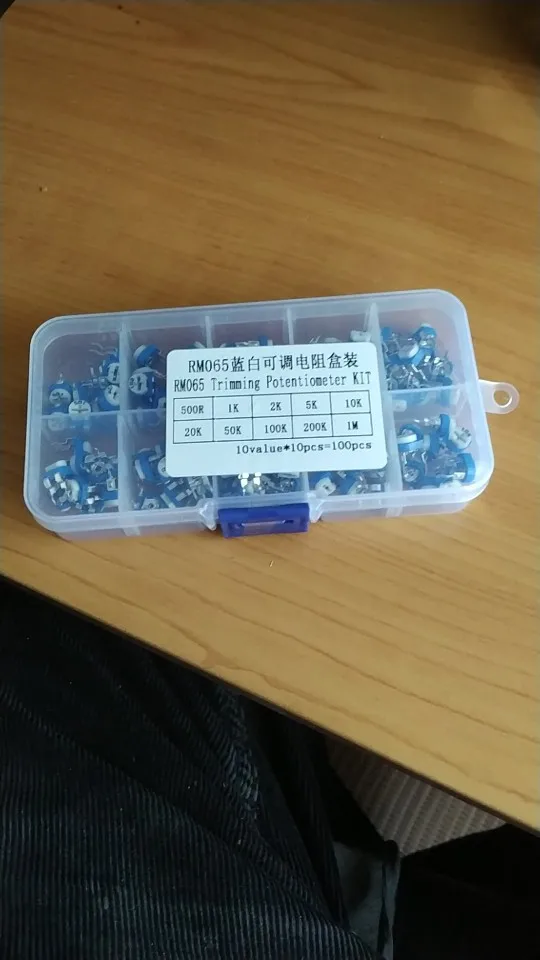 RM065蓝白可调电阻盒装
RM065 Trimming Potentiometer KIT
500R 1K 2K 5K 10K
20K 50K 100K 200K 1M
10value*10pcs=100pcs